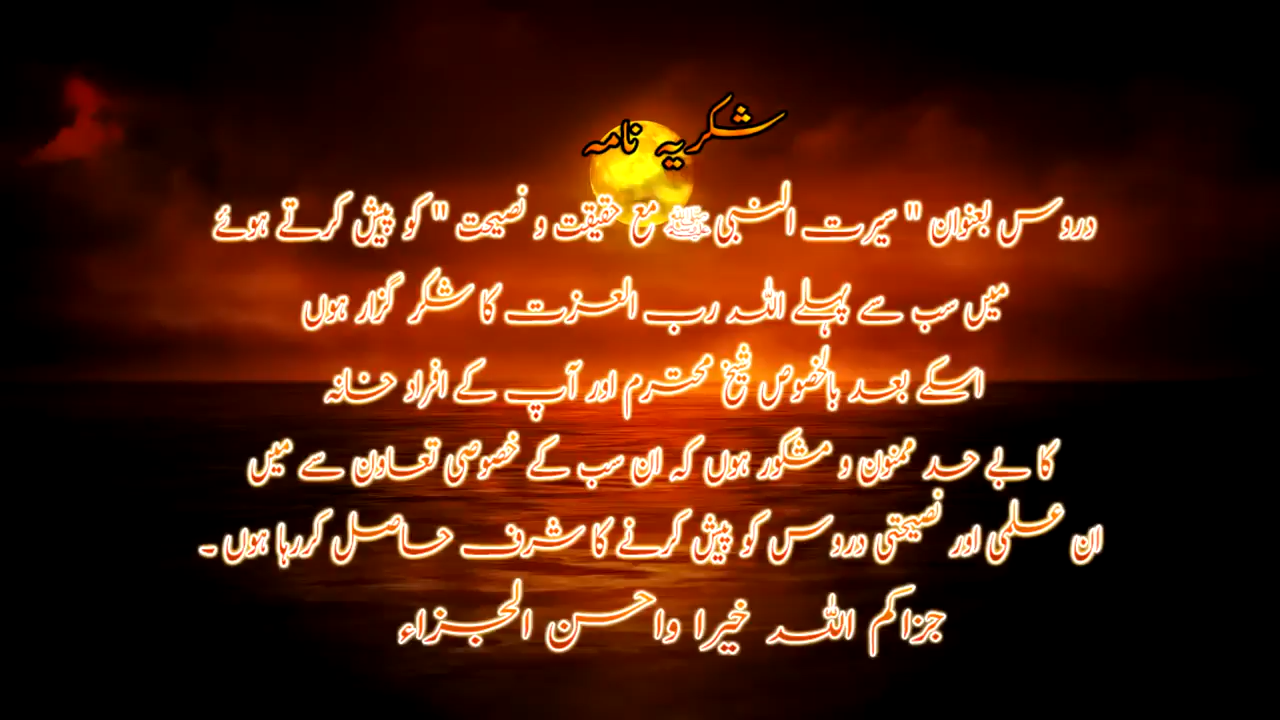 شکریہ نامہ
دروس بعنوان " سیرت النبی ﷺ مع حقیقت و نصیحت " کو پیش کرتے ہوئے
میں سب سے پہلے اللہ رب العزت کا شکر گزار ہوں
اسکے بعد بالخصوص شیخ محترم اور آپ کے افراد خانہ
کا بے حد ممنون و مشکور ہوں کہ ان سب کے خصوصی تعاون سے میں
ان علمی اور نصیحتی دروس کو پیش کرنے کا شرف حاصل کررہا ہوں ۔
جزاکم اللہ خیرا واحسن الجزاء